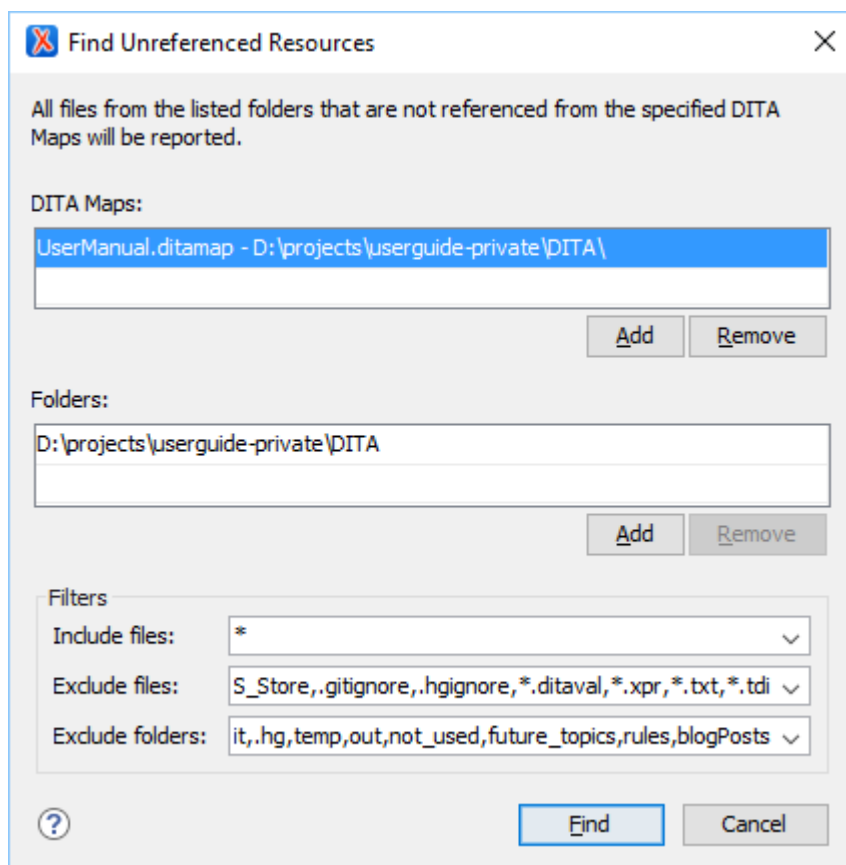 Find Unreferenced Resources
All files from the listed folders that are not referenced from the specified DITA
Maps will be reported.
DITA Maps:
UserManual.ditamap - D:\projects\userguide-private\DITA\
Add Remove
Folders:
D:\projects\userguide-private\DITA
Add Remove
Filters
Include files: *
Exclude files: S_Store,.gitignore,.hgignore,*.ditaval,*.xpr,*.txt,*.tdi
Exclude folders: it,.hg,temp,out,not_used,future_topics,rules,blogPosts
? Find Cancel